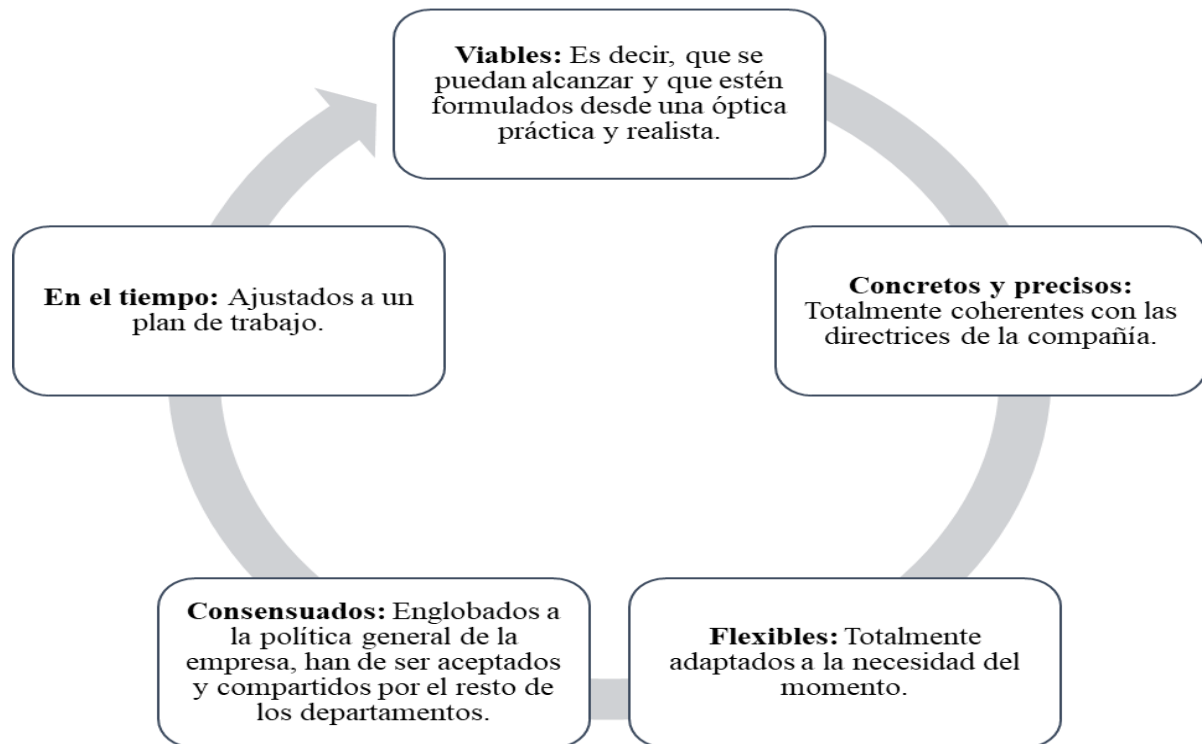 Viables: Es decir, que se
puedan alcanzar y que estén
formulados desde una óptica
práctica y realista.
Concretos y precisos:
Totalmente coherentes con las
directrices de la compañía.
Flexibles: Totalmente
adaptados a la necesidad del
momento.
Consensuados: Englobados a
la política general de la
empresa, han de ser aceptados
y compartidos por el resto de
los departamentos.
En el tiempo: Ajustados a un
plan de trabajo.